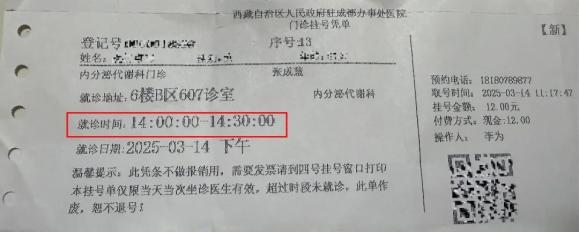 西藏自治区人民政府驻成都办事处医院
门诊挂号凭单
【新】
登记号
序号:13
姓名:
内分泌代谢科门诊
张成慧
就诊地址:6楼B区607诊室
内分泌代谢科
就诊时间:14:00:00-14:30:00
就诊日期:2025-03-14 下午
预约电话:18180789877
取号时间:2025-03-14 11:17:47
挂号金额:12.00元
付费方式:现金:12.00
操作人:李为
温馨提示:此凭条不做报销用,需要发票请到四号挂号窗口打印
本挂号单仅限当天当次坐诊医生有效,超过时段未就诊,此单作
废,恕不退号!